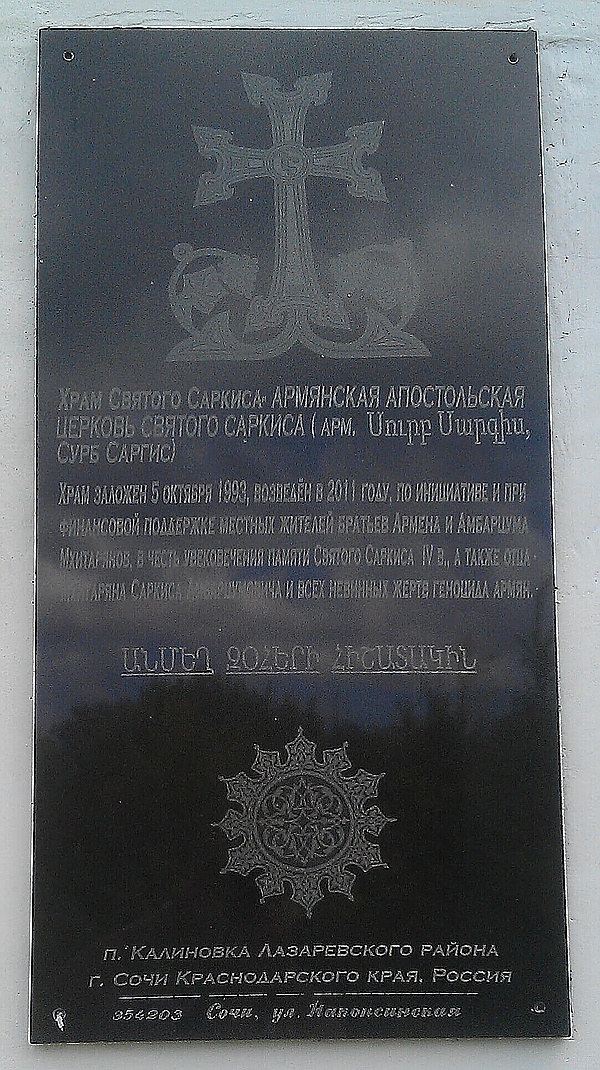 Храм Святого Саркиса- АРМЯНСКАЯ АПОСТОЛЬСКАЯ
ЦЕРКОВЬ СВЯТОГО САРКИСА ( АРМ. Սուրբ Սարգիս,
СУРБ САРГИС)
ХРАМ ЗАЛОЖЕН 5 ОКТЯБРЯ 1993, ВОЗВЕДЁН В 2011 ГОДУ, ПО ИНИЦИАТИВЕ И ПРИ
ФИНАНСОВОЙ ПОДДЕРЖКЕ МЕСТНЫХ ЖИТЕЛЕЙ БРАТЬЕВ АРМЕНА И АМБАРЦУМА
МХИТАРЯНОВ, В ЧЕСТЬ УВЕКОВЕЧЕНИЯ ПАМЯТИ СВЯТОГО САРКИСА IV В., А ТАКЖЕ ОТЦА
МХИТАРЯНА САРКИСА АМБАРЦУМОВИЧА И ВСЕХ НЕВИННЫХ ЖЕРТВ ГЕНОЦИДА АРМЯН.
ԱՆՄԵՂ ԶՈՀԵՐԻ ՀԻՇԱՏԱԿԻՆ
П. КАЛИНОВКА ЛАЗАРЕВСКОГО РАЙОНА
Г. СОЧИ КРАСНОДАРСКОГО КРАЯ, РОССИЯ
354203 Сочи, ул.